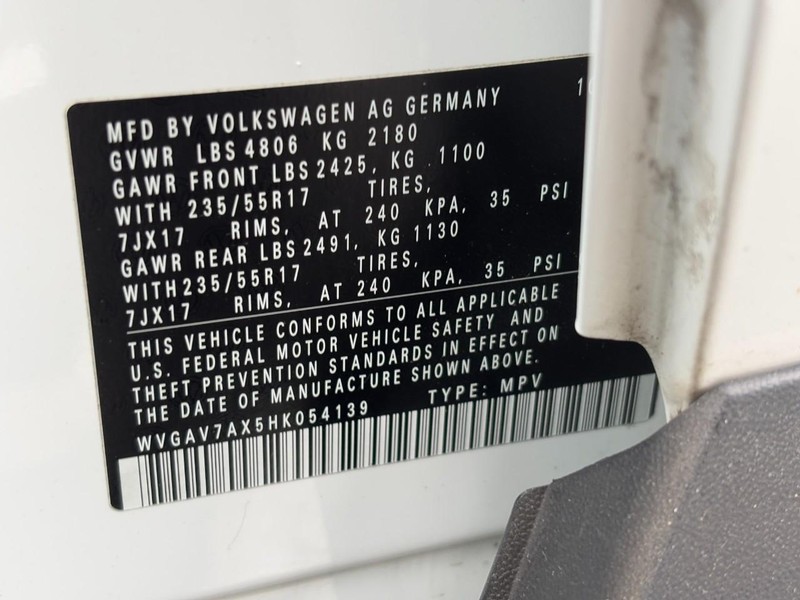 MFD BY VOLKSWAGEN AG GERMANY
GVWR LBS 4806 KG 2180
GAWR FRONT LBS 2425, KG 1100
WITH 235/55R17 TIRES,
7JX17 RIMS, AT 240 KPA, 35 PSI
GAWR REAR LBS 2491, KG 1130
WITH 235/55R17 TIRES,
7JX17 RIMS, AT 240 KPA, 35 PSI
THIS VEHICLE CONFORMS TO ALL APPLICABLE
U.S. FEDERAL MOTOR VEHICLE SAFETY AND
THEFT PREVENTION STANDARDS IN EFFECT ON
THE DATE OF MANUFACTURE SHOWN ABOVE.
WVGAV7AX5HK054139 TYPE: MPV